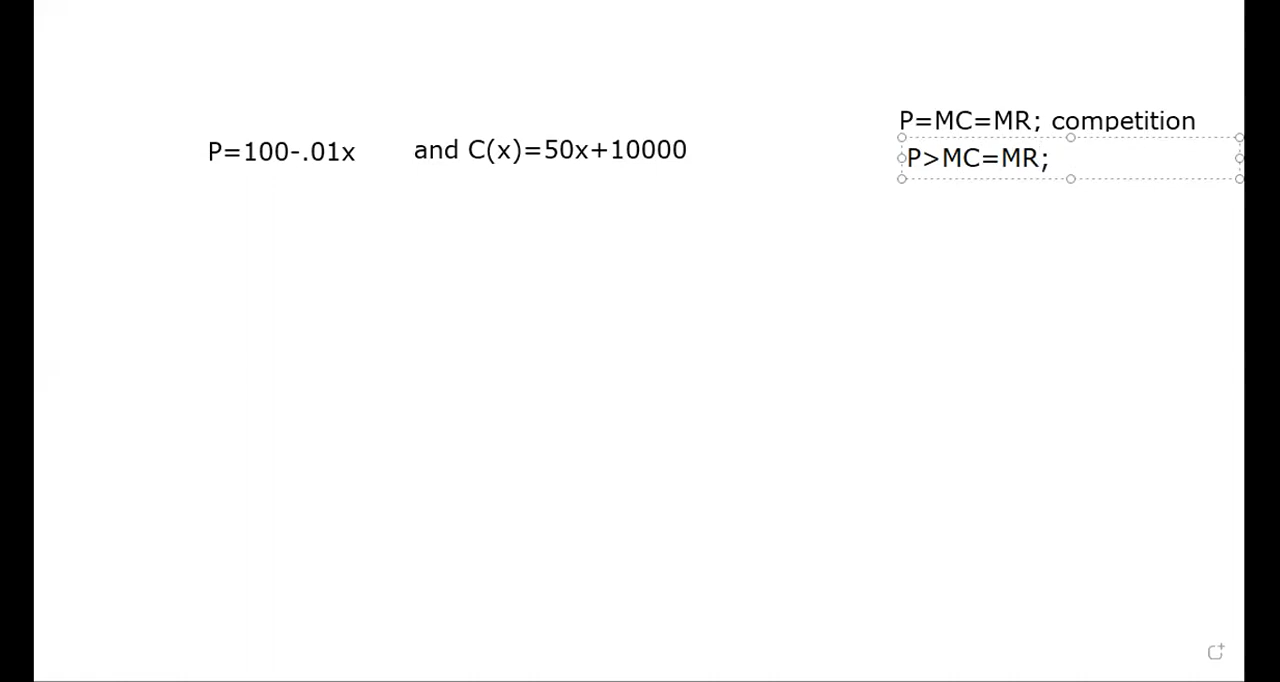 P=MC=MR; competition
P=100-.01x and C(x)=50x+10000
P>MC=MR;